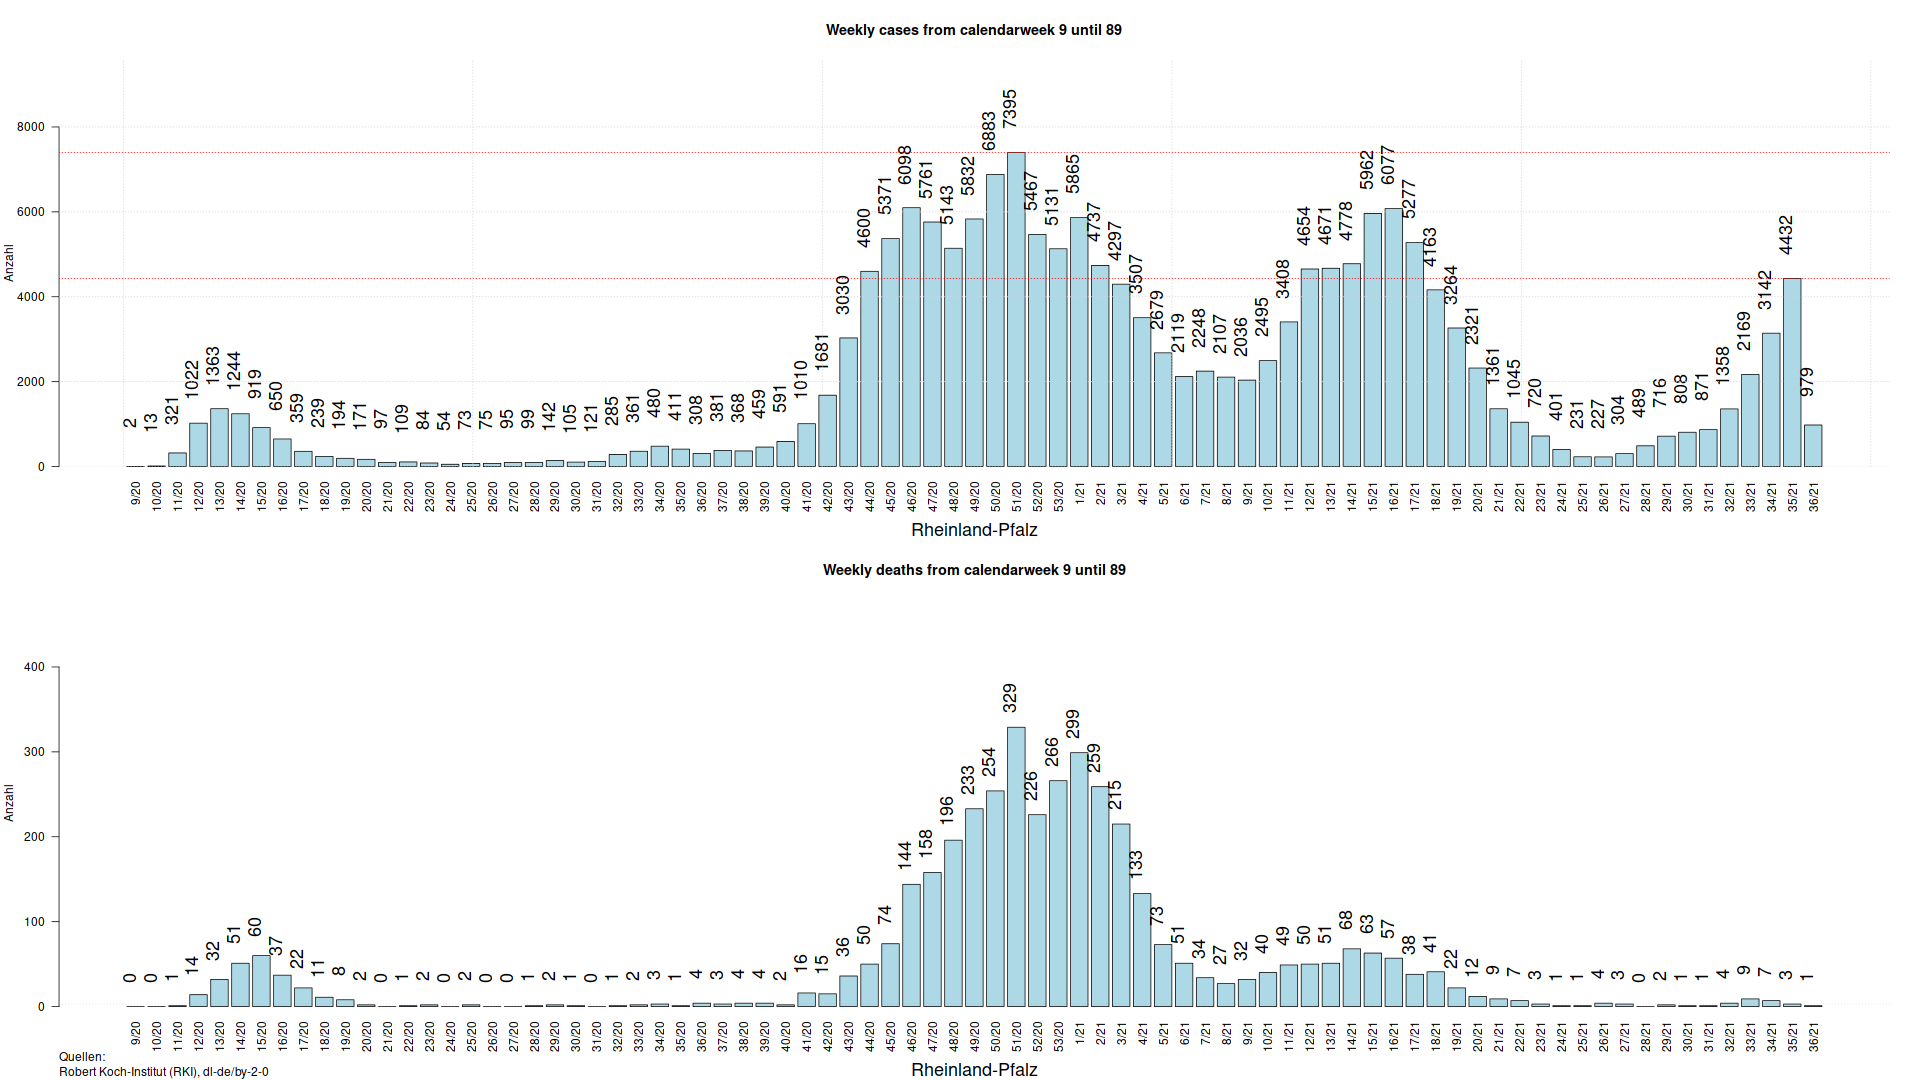 Weekly cases from calendarweek 9 until 89
Anzahl
8000
6000
4000
2000
0
2 13 321 1022 1363 1244 919 650 359 239 194 171 97 109 84 54 73 75 95 99 142 105 121 285 361 480 411 308 381 368 459 591 1010 1681 3030 4600 5371 6098 5761 5143 5832 6883 7395 5467 5131 5865 4737 4297 3507 2679 2119 2248 2107 2036 2495 3408 4654 4671 4778 5962 6077 5277 4163 3264 2321 1361 1045 720 401 231 227 304 489 716 808 871 1358 2169 3142 4432 979
9/20 10/20 11/20 12/20 13/20 14/20 15/20 16/20 17/20 18/20 19/20 20/20 21/20 22/20 23/20 24/20 25/20 26/20 27/20 28/20 29/20 30/20 31/20 32/20 33/20 34/20 35/20 36/20 37/20 38/20 39/20 40/20 41/20 42/20 43/20 44/20 45/20 46/20 47/20 48/20 49/20 50/20 51/20 52/20 53/20 1/21 2/21 3/21 4/21 5/21 6/21 7/21 8/21 9/21 10/21 11/21 12/21 13/21 14/21 15/21 16/21 17/21 18/21 19/21 20/21 21/21 22/21 23/21 24/21 25/21 26/21 27/21 28/21 29/21 30/21 31/21 32/21 33/21 34/21 35/21 36/21
Rheinland-Pfalz
Weekly deaths from calendarweek 9 until 89
Anzahl
400
300
200
100
0
0 0 1 14 32 51 60 37 22 11 8 2 0 1 2 0 2 0 0 1 2 1 0 1 2 3 1 4 3 4 4 2 16 15 36 50 74 144 158 196 233 254 329 226 266 299 259 215 133 73 51 34 27 32 40 49 50 51 68 63 57 38 41 22 12 9 7 3 1 1 4 3 0 2 1 1 4 9 7 3 1
9/20 10/20 11/20 12/20 13/20 14/20 15/20 16/20 17/20 18/20 19/20 20/20 21/20 22/20 23/20 24/20 25/20 26/20 27/20 28/20 29/20 30/20 31/20 32/20 33/20 34/20 35/20 36/20 37/20 38/20 39/20 40/20 41/20 42/20 43/20 44/20 45/20 46/20 47/20 48/20 49/20 50/20 51/20 52/20 53/20 1/21 2/21 3/21 4/21 5/21 6/21 7/21 8/21 9/21 10/21 11/21 12/21 13/21 14/21 15/21 16/21 17/21 18/21 19/21 20/21 21/21 22/21 23/21 24/21 25/21 26/21 27/21 28/21 29/21 30/21 31/21 32/21 33/21 34/21 35/21 36/21
Rheinland-Pfalz
Quellen:
Robert Koch-Institut (RKI), dl-de/by-2-0